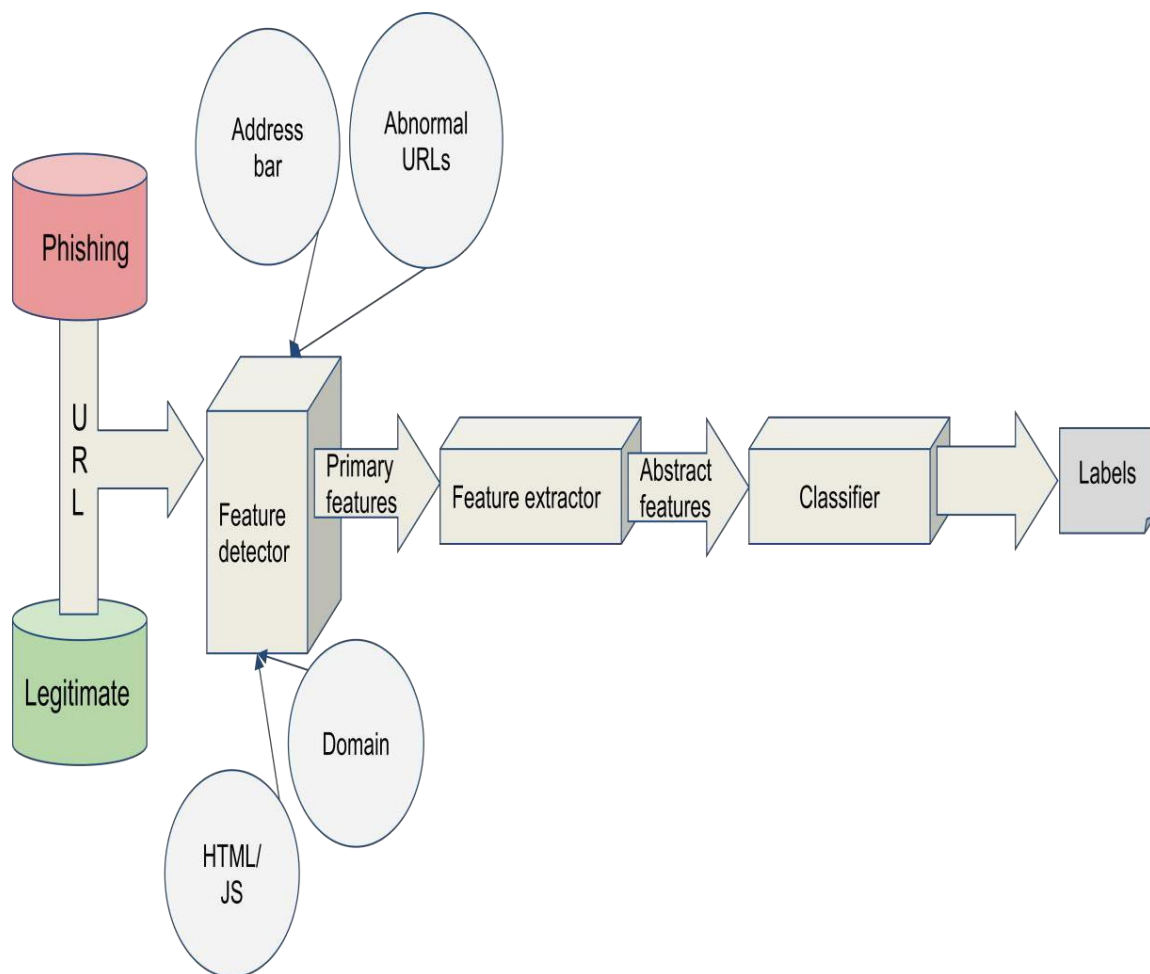 Address
bar
Abnormal
URLs
Phishing
U
R
L
Legitimate
Feature
detector
Primary
features
Feature extractor
Abstract
features
Classifier
Labels
Domain
HTML/
JS